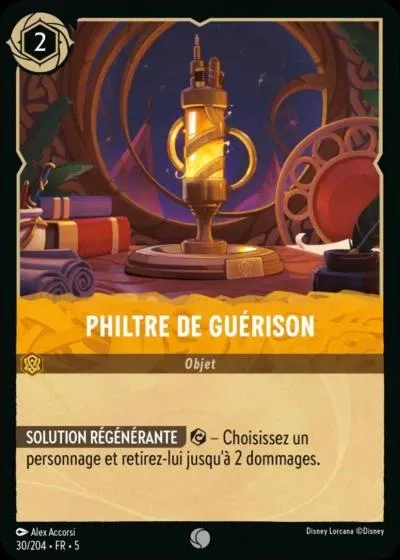 2
PHILTRE DE GUÉRISON
Objet
SOLUTION RÉGÉNÉRANTE – Choisissez un
personnage et retirez-lui jusqu'à 2 dommages.
Alex Accorsi
Disney Lorcana ©Disney
30/204 • FR • 5